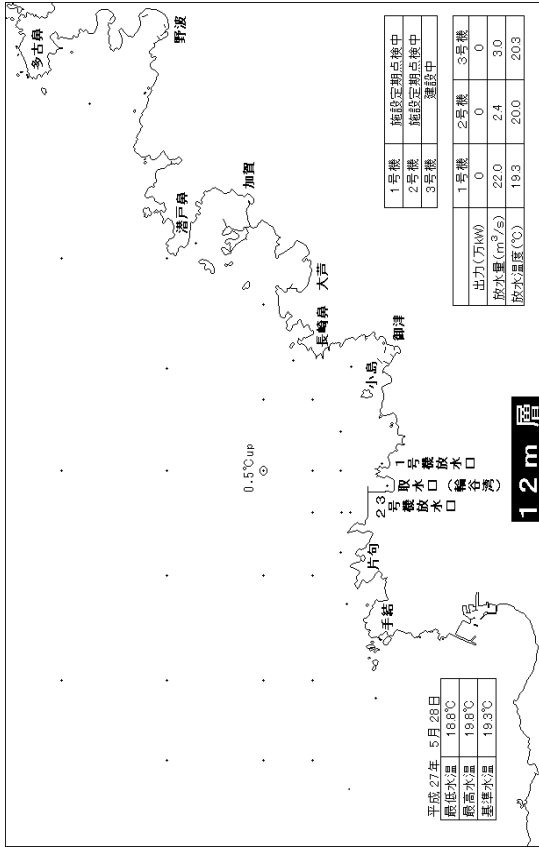 平成27年 5月28日
最低水温 18.8℃
最高水温 19.8℃
基準水温 19.3℃
12m 層
1号機 施設定期点検中
2号機 施設定期点検中
3号機 建設中
1号機 2号機 3号機
出力(万kW) 0 0 0
放水量(m³/s) 22.0 2.4 3.0
放水温度(℃) 19.3 20.0 20.3
0.5℃up
手結
片句
2 3号機放水口
取水口(輪谷湾)
1号機放水口
小島
御津
長崎鼻
大芦
加賀
潜戸鼻
野波
多古鼻